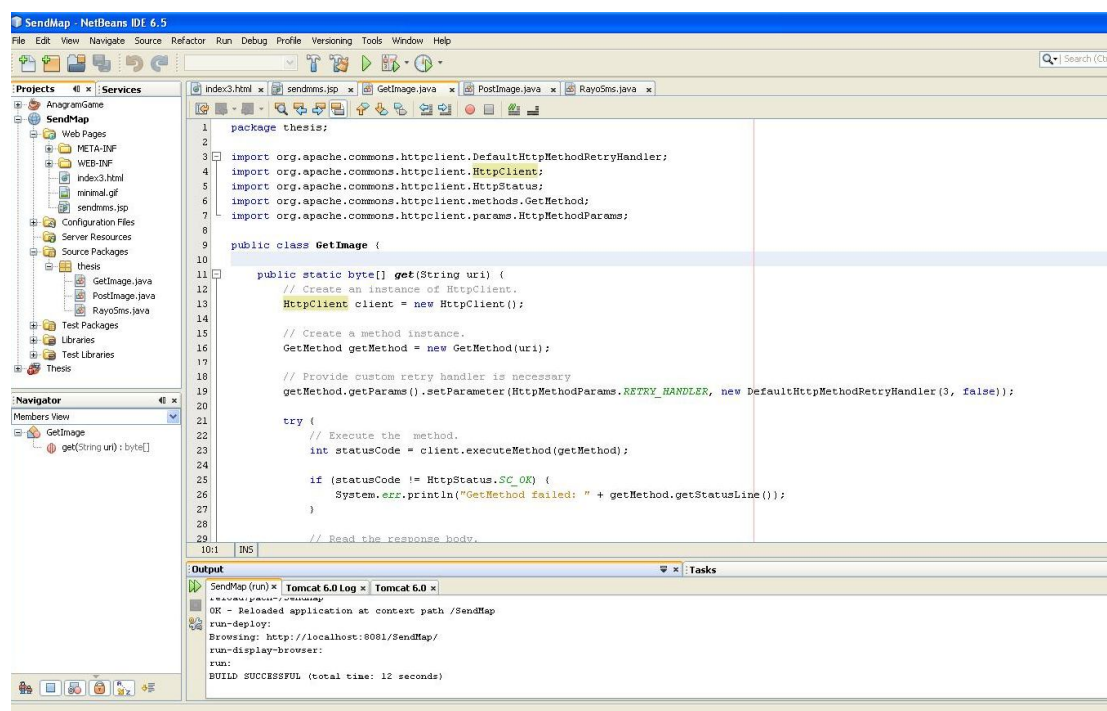 SendMap - NetBeans IDE 6.5
File Edit View Navigate Source Refactor Run Debug Profile Versioning Tools Window Help
Search (Ctr
Projects Services
AnagramGame
SendMap
Web Pages
META-INF
WEB-INF
index3.html
minimal.gif
sendmms.jsp
Configuration Files
Server Resources
Source Packages
thesis
GetImage.java
PostImage.java
RayoSms.java
Test Packages
Libraries
Test Libraries
Thesis
Navigator
Members View
GetImage
get(String uri) : byte[]
index3.html sendmms.jsp GetImage.java PostImage.java RayoSms.java
1 package thesis;
2
3 import org.apache.commons.httpclient.DefaultHttpMethodRetryHandler;
4 import org.apache.commons.httpclient.HttpClient;
5 import org.apache.commons.httpclient.HttpStatus;
6 import org.apache.commons.httpclient.methods.GetMethod;
7 import org.apache.commons.httpclient.params.HttpMethodParams;
8
9 public class GetImage {
10
11 public static byte[] get(String uri) {
12 // Create an instance of HttpClient.
13 HttpClient client = new HttpClient();
14
15 // Create a method instance.
16 GetMethod getMethod = new GetMethod(uri);
17
18 // Provide custom retry handler is necessary
19 getMethod.getParams().setParameter(HttpMethodParams.RETRY_HANDLER, new DefaultHttpMethodRetryHandler(3, false));
20
21 try {
22 // Execute the method.
23 int statusCode = client.executeMethod(getMethod);
24
25 if (statusCode != HttpStatus.SC_OK) {
26 System.err.println("GetMethod failed: " + getMethod.getStatusLine());
27 }
28
29 // Read the response body.
10:1 INS
Output Tasks
SendMap (run) Tomcat 6.0 Log Tomcat 6.0
reload?path=/SendMap
OK - Reloaded application at context path /SendMap
run-deploy:
Browsing: http://localhost:8081/SendMap/
run-display-browser:
run:
BUILD SUCCESSFUL (total time: 12 seconds)